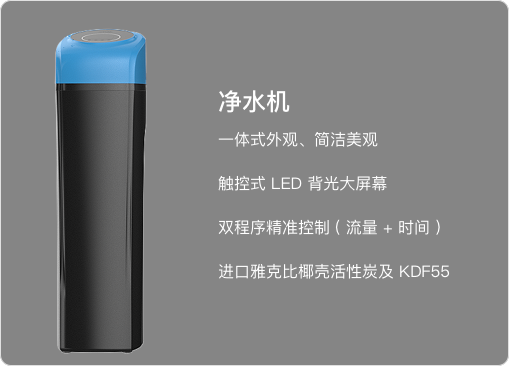 净水机
一体式外观、简洁美观
触控式 LED 背光大屏幕
双程序精准控制（ 流量 + 时间 ）
进口雅克比椰壳活性炭及 KDF55